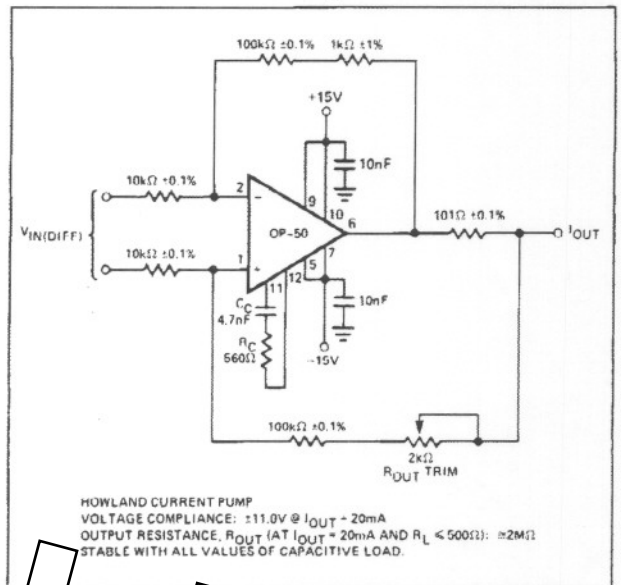 100kΩ ±0.1% 1kΩ ±1%
+15V
10nF
10kΩ ±0.1%
2
−
9
10
6
101Ω ±0.1%
VIN(DIFF)
OP-50
IOUT
10kΩ ±0.1%
1
+
5
7
11
12
CC
4.7nF
10nF
RC
560Ω
−15V
100kΩ ±0.1%
2kΩ
ROUT TRIM
HOWLAND CURRENT PUMP
VOLTAGE COMPLIANCE: ±11.0V @ IOUT = 20mA
OUTPUT RESISTANCE, ROUT (AT IOUT = 20mA AND RL ≤ 500Ω): ≅2MΩ
STABLE WITH ALL VALUES OF CAPACITIVE LOAD.